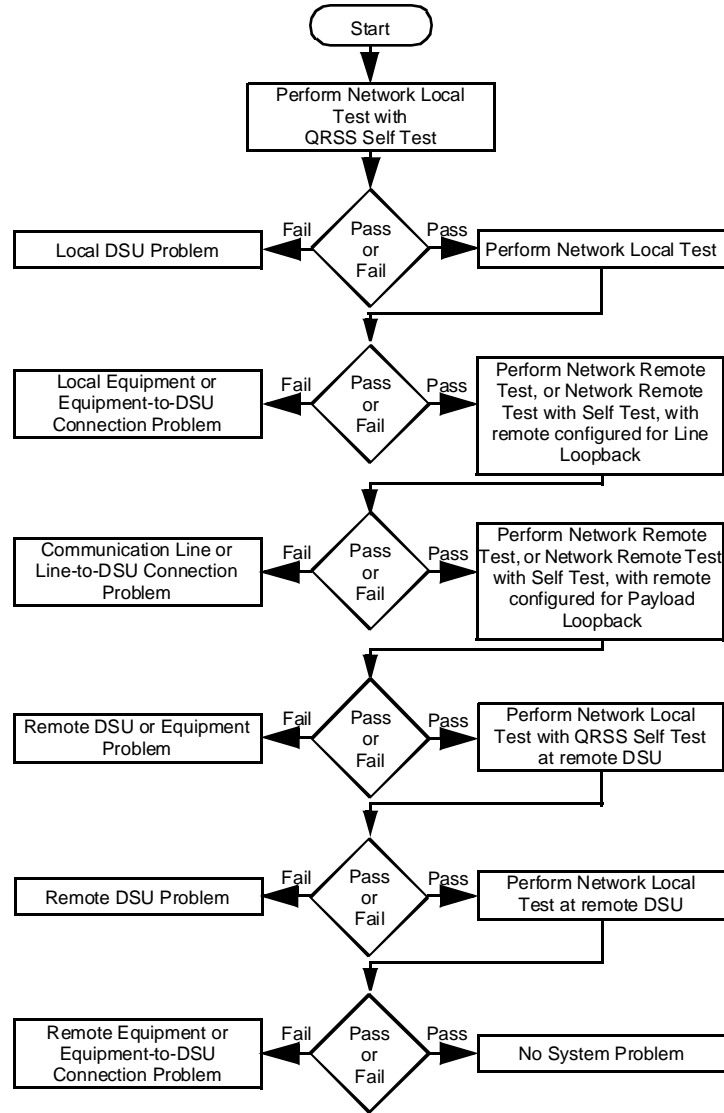 Start
Perform Network Local
Test with
QRSS Self Test
Fail
Pass
or
Fail
Pass
Local DSU Problem
Perform Network Local Test
Local Equipment or
Equipment-to-DSU
Connection Problem
Fail
Pass
or
Fail
Pass
Perform Network Remote
Test, or Network Remote
Test with Self Test, with
remote configured for Line
Loopback
Communication Line or
Line-to-DSU Connection
Problem
Fail
Pass
or
Fail
Pass
Perform Network Remote
Test, or Network Remote Test
with Self Test, with remote
configured for Payload
Loopback
Remote DSU or Equipment
Problem
Fail
Pass
or
Fail
Pass
Perform Network Local
Test with QRSS Self Test
at remote DSU
Remote DSU Problem
Fail
Pass
or
Fail
Pass
Perform Network Local
Test at remote DSU
Remote Equipment or
Equipment-to-DSU
Connection Problem
Fail
Pass
or
Fail
Pass
No System Problem